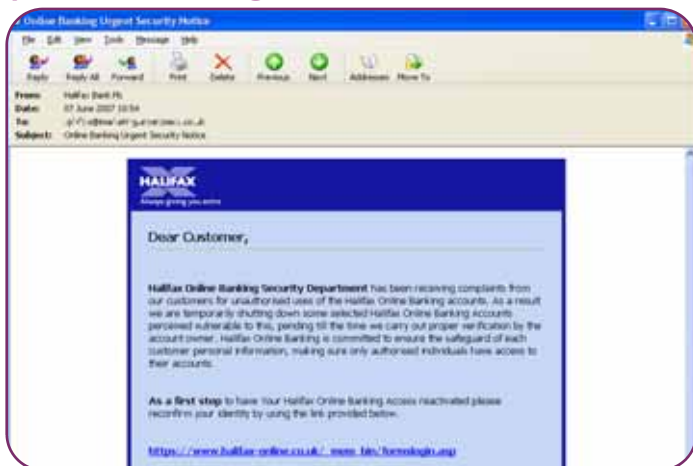 Online Banking Urgent Security Notice
File Edit View Tools Message Help
Reply Reply All Forward Print Delete Previous Next Addresses Move To
From: Halifax Bank Plc
Date: 07 June 2007 10:54
To:
Subject: Online Banking Urgent Security Notice
HALIFAX
Always giving you extra
Dear Customer,
Halifax Online Banking Security Department has been receiving complaints from
our customers for unauthorised uses of the Halifax Online Banking accounts. As a result
we are temporarily shutting down some selected Halifax Online Banking Accounts
perceived vulnerable to this, pending till the time we carry out proper verification by the
account owner. Halifax Online Banking is committed to ensure the safeguard of each
customer personal information, making sure only authorised individuals have access to
their accounts.
As a first step to have Your Halifax Online Banking Access reactivated please
reconfirm your identity by using the link provided below.
https://www.halifax-online.co.uk/_mem_bin/formslogin.asp